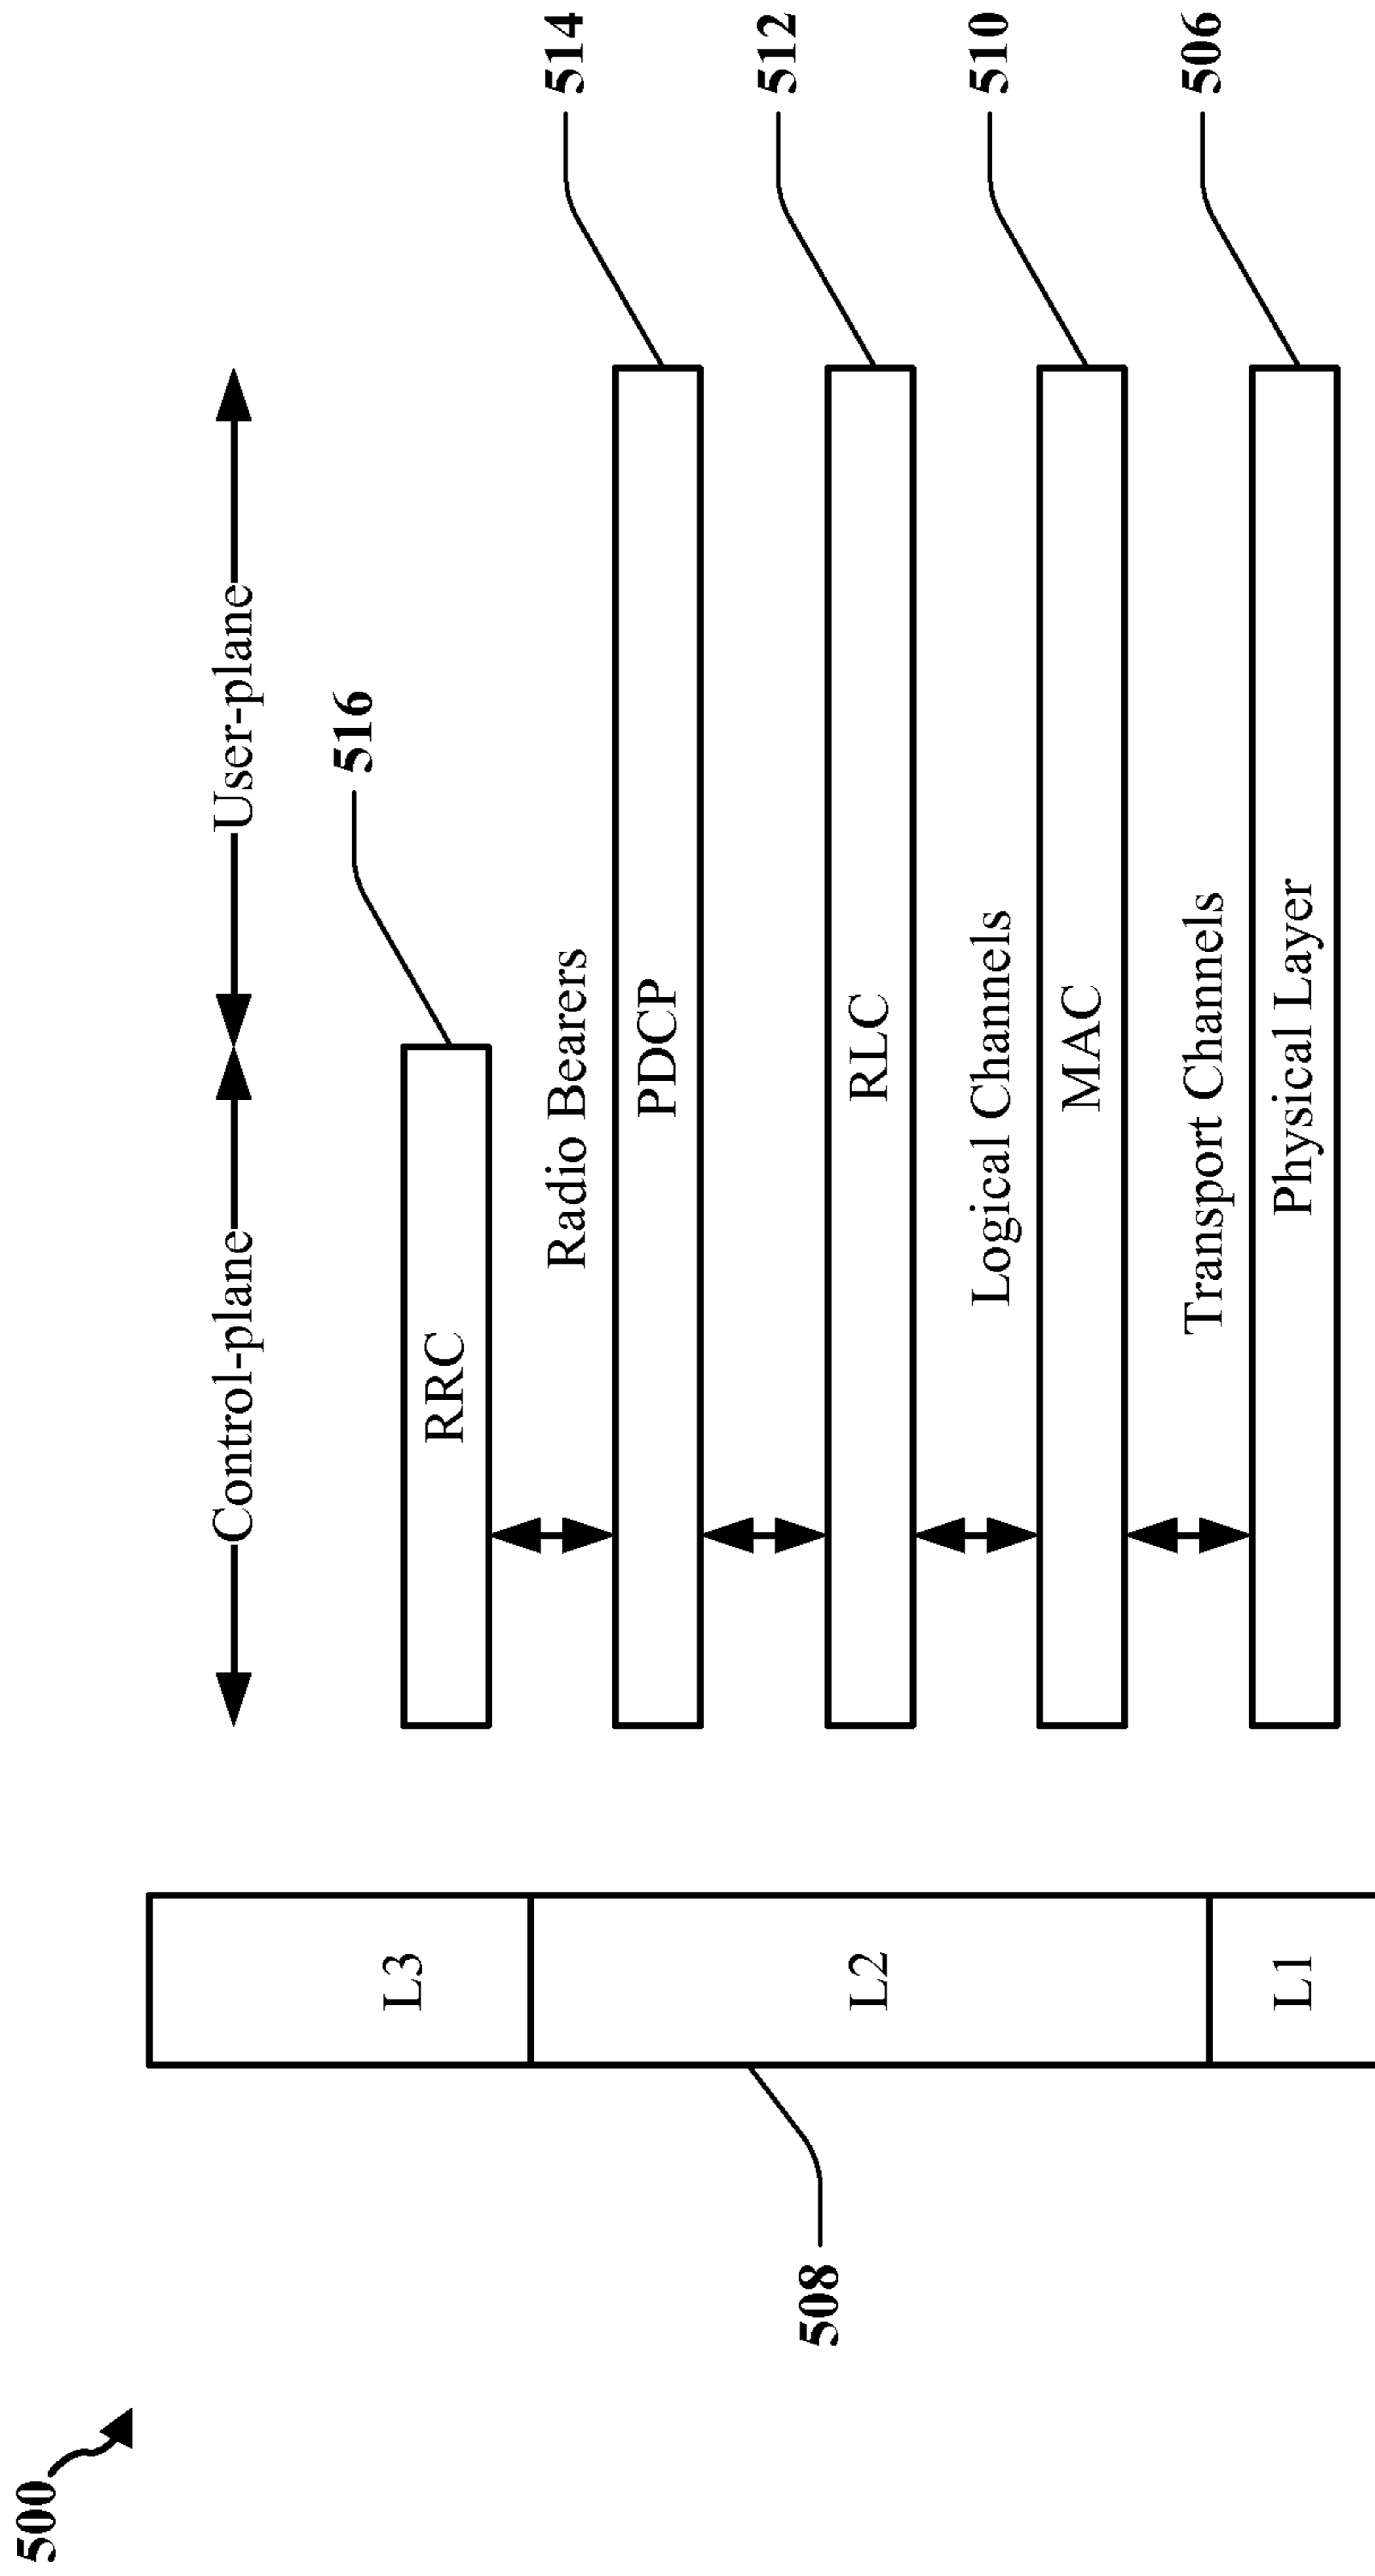 500
Control-plane
User-plane
516
L3
RRC
Radio Bearers
514
PDCP
508
L2
512
RLC
Logical Channels
510
MAC
Transport Channels
506
L1
Physical Layer